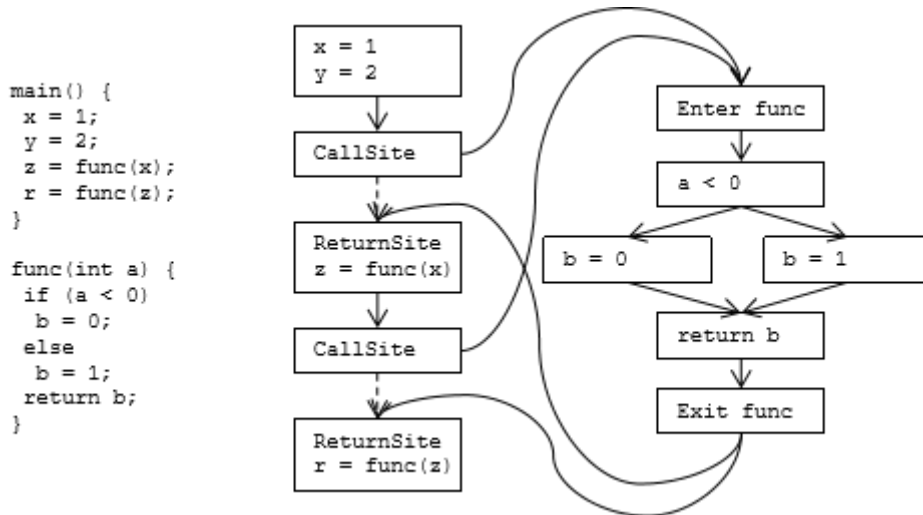 main() {
x = 1;
y = 2;
z = func(x);
r = func(z);
}
func(int a) {
if (a < 0)
b = 0;
else
b = 1;
return b;
}
x = 1
y = 2
CallSite
ReturnSite
z = func(x)
CallSite
ReturnSite
r = func(z)
Enter func
a < 0
b = 0
b = 1
return b
Exit func